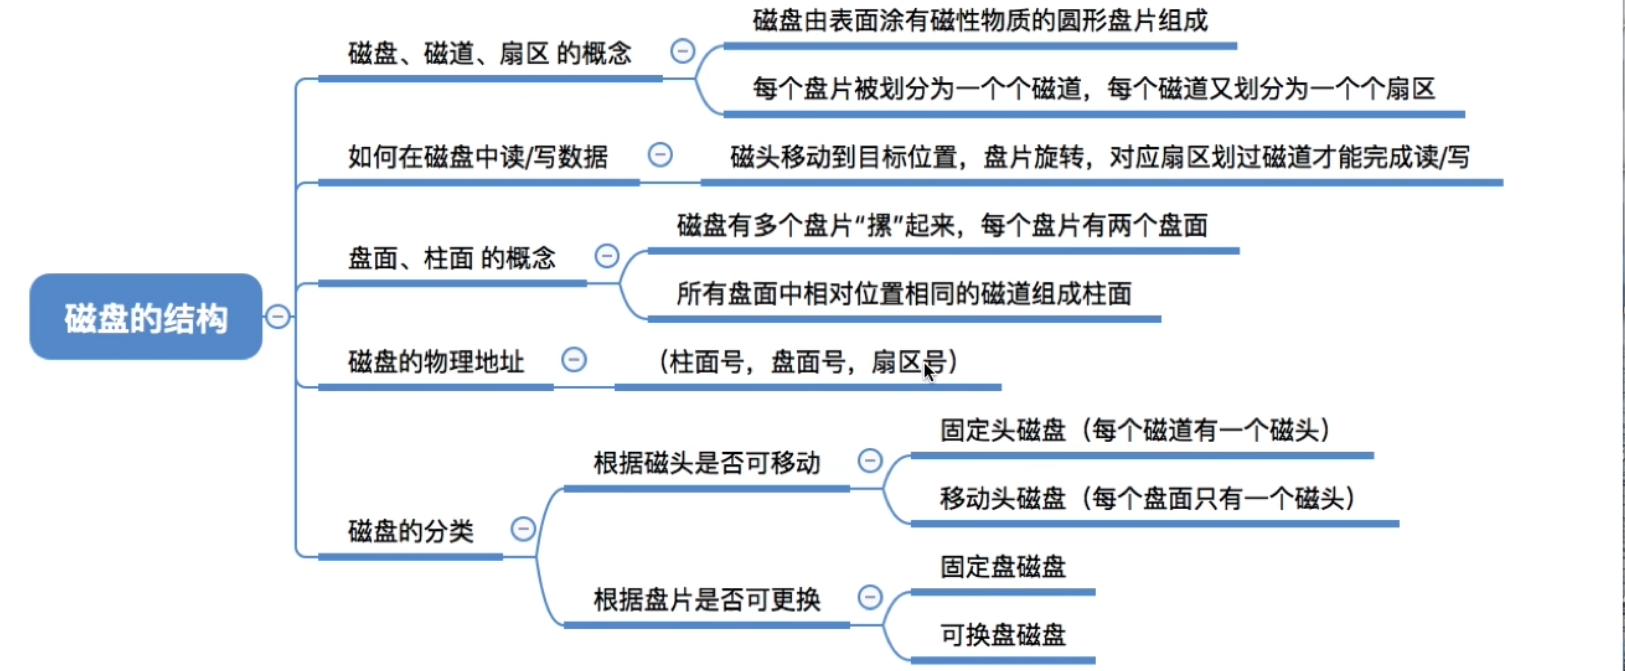 磁盘的结构
磁盘、磁道、扇区 的概念
磁盘由表面涂有磁性物质的圆形盘片组成
每个盘片被划分为一个个磁道，每个磁道又划分为一个个扇区
如何在磁盘中读/写数据
磁头移动到目标位置，盘片旋转，对应扇区划过磁道才能完成读/写
盘面、柱面 的概念
磁盘有多个盘片“摞”起来，每个盘片有两个盘面
所有盘面中相对位置相同的磁道组成柱面
磁盘的物理地址
（柱面号，盘面号，扇区号）
磁盘的分类
根据磁头是否可移动
固定头磁盘（每个磁道有一个磁头）
移动头磁盘（每个盘面只有一个磁头）
根据盘片是否可更换
固定盘磁盘
可换盘磁盘